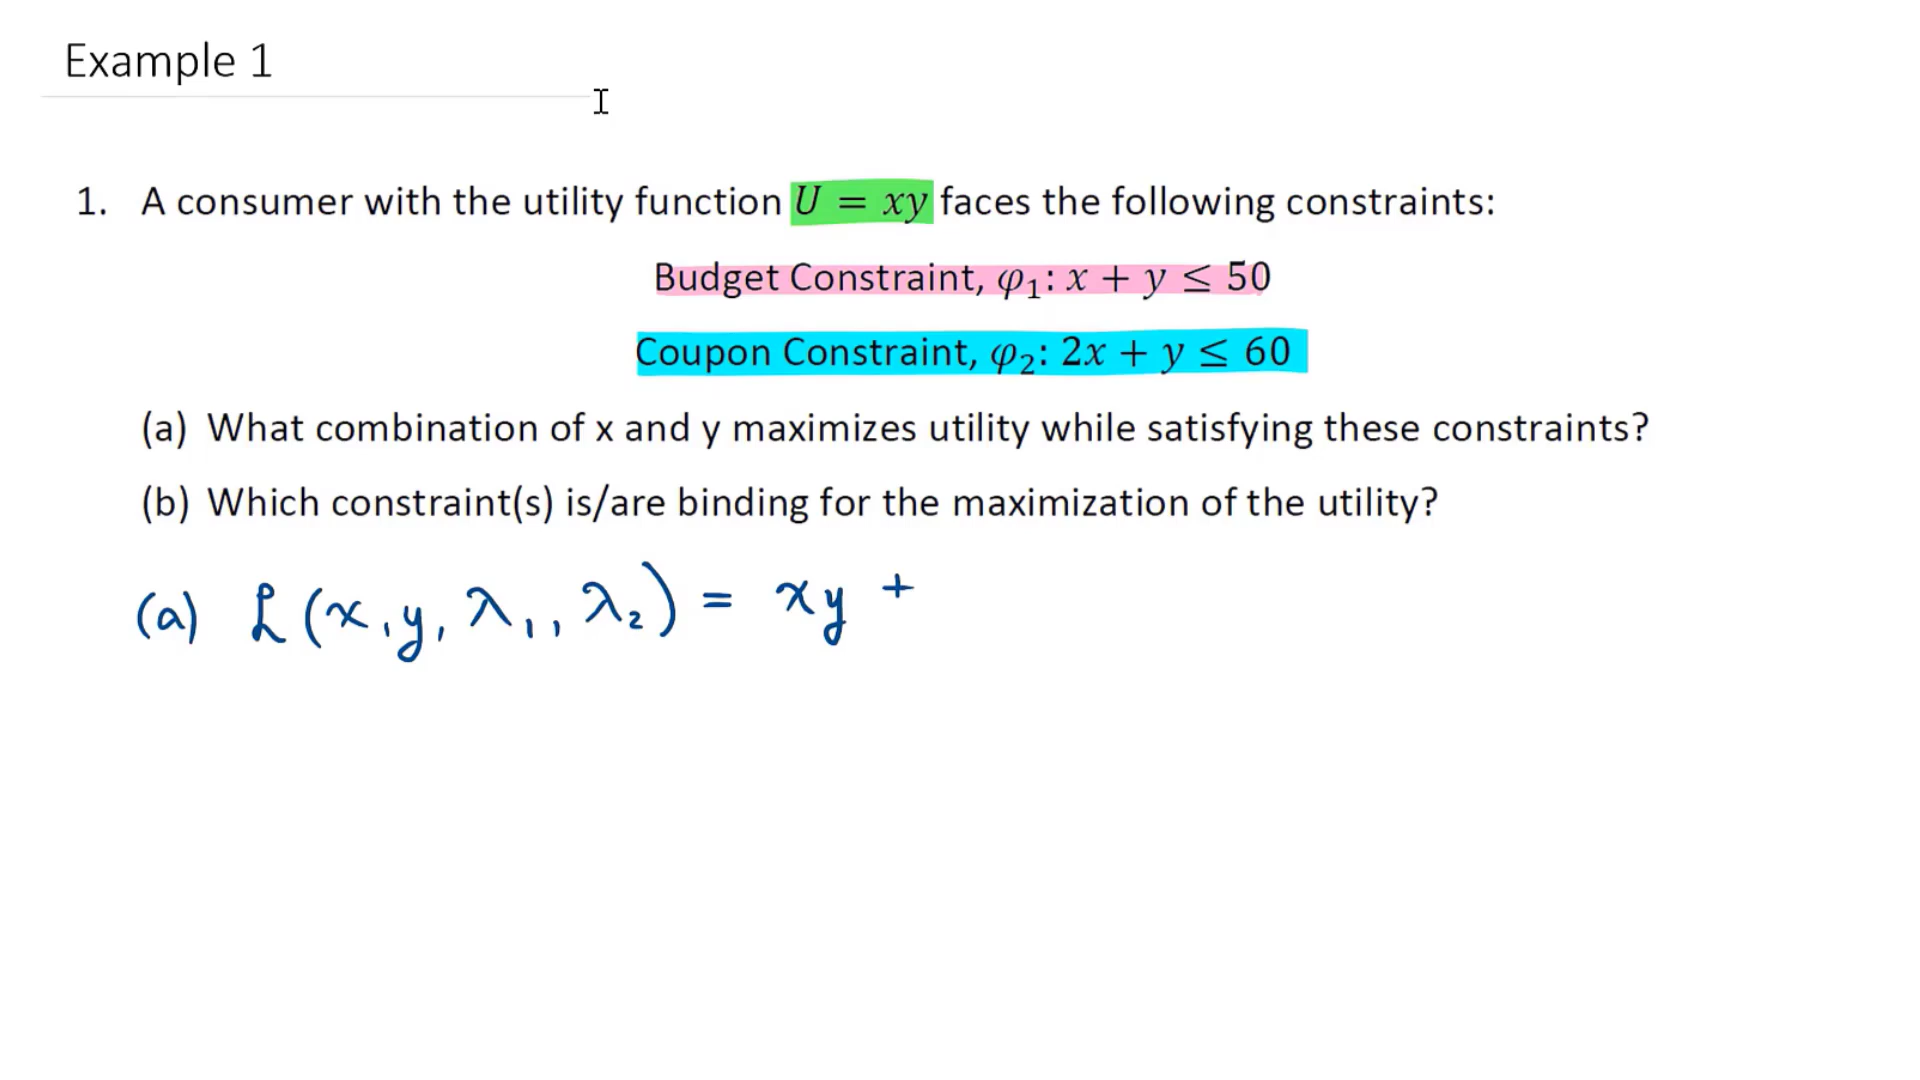 Example 1
1. A consumer with the utility function U = xy faces the following constraints:
Budget Constraint, φ₁: x + y ≤ 50
Coupon Constraint, φ₂: 2x + y ≤ 60
(a) What combination of x and y maximizes utility while satisfying these constraints?
(b) Which constraint(s) is/are binding for the maximization of the utility?
(a) ℒ(x, y, λ₁, λ₂) = xy +